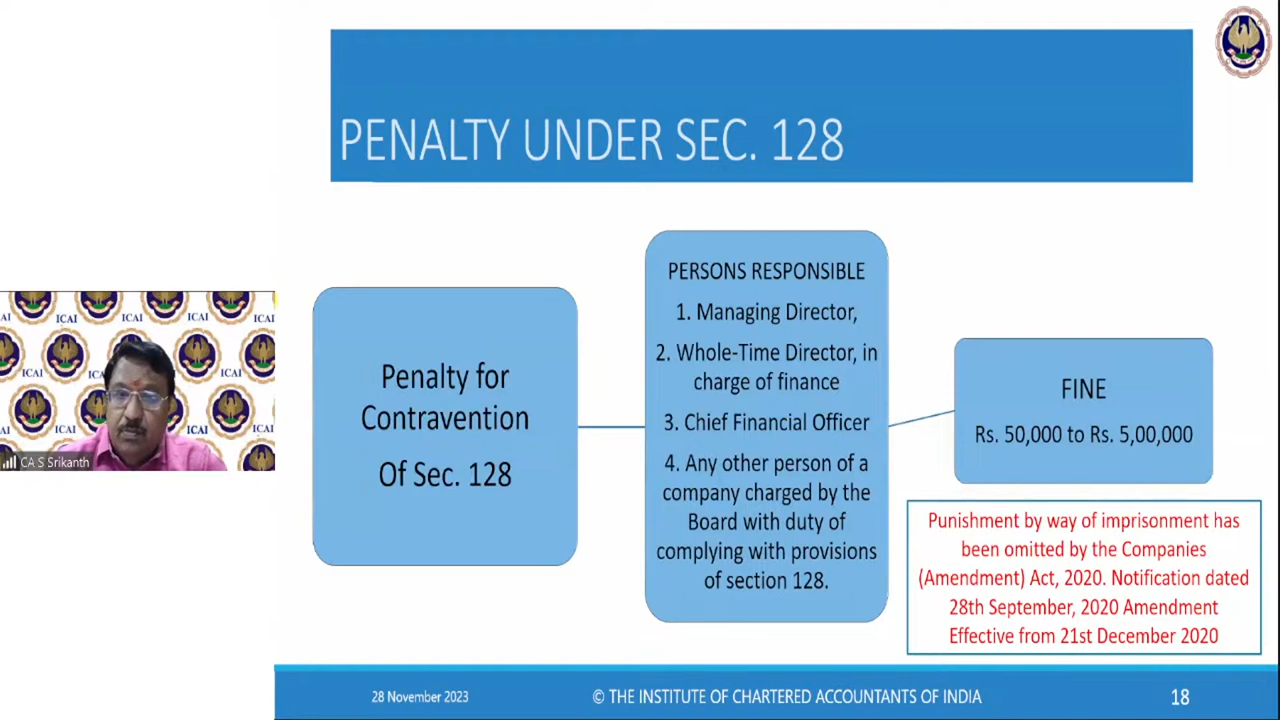 PENALTY UNDER SEC. 128
Penalty for
Contravention
Of Sec. 128
PERSONS RESPONSIBLE
1. Managing Director,
2. Whole-Time Director, in
charge of finance
3. Chief Financial Officer
4. Any other person of a
company charged by the
Board with duty of
complying with provisions
of section 128.
FINE
Rs. 50,000 to Rs. 5,00,000
Punishment by way of imprisonment has
been omitted by the Companies
(Amendment) Act, 2020. Notification dated
28th September, 2020 Amendment
Effective from 21st December 2020
ICAI
ICAI
ICAI
CA S Srikanth
28 November 2023
© THE INSTITUTE OF CHARTERED ACCOUNTANTS OF INDIA
18